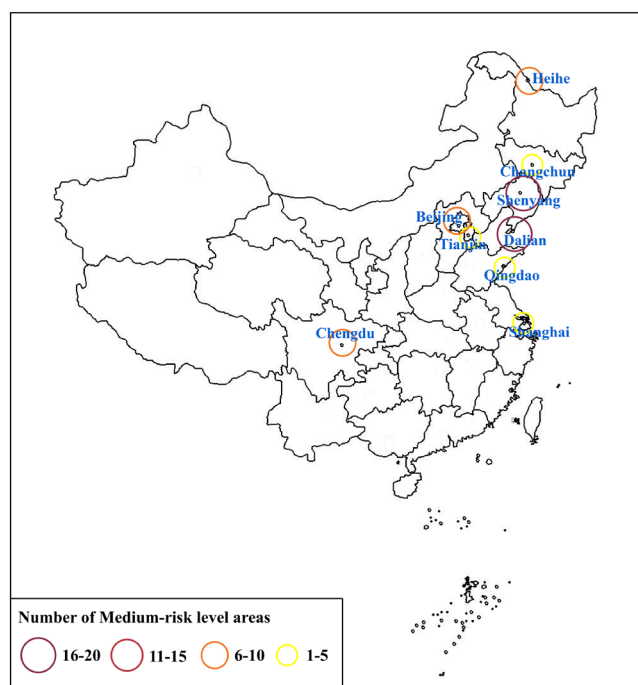 Heihe
Changchun
Shenyang
Beijing
Tianjin
Dalian
Qingdao
Shanghai
Chengdu
Number of Medium-risk level areas
16-20 11-15 6-10 1-5